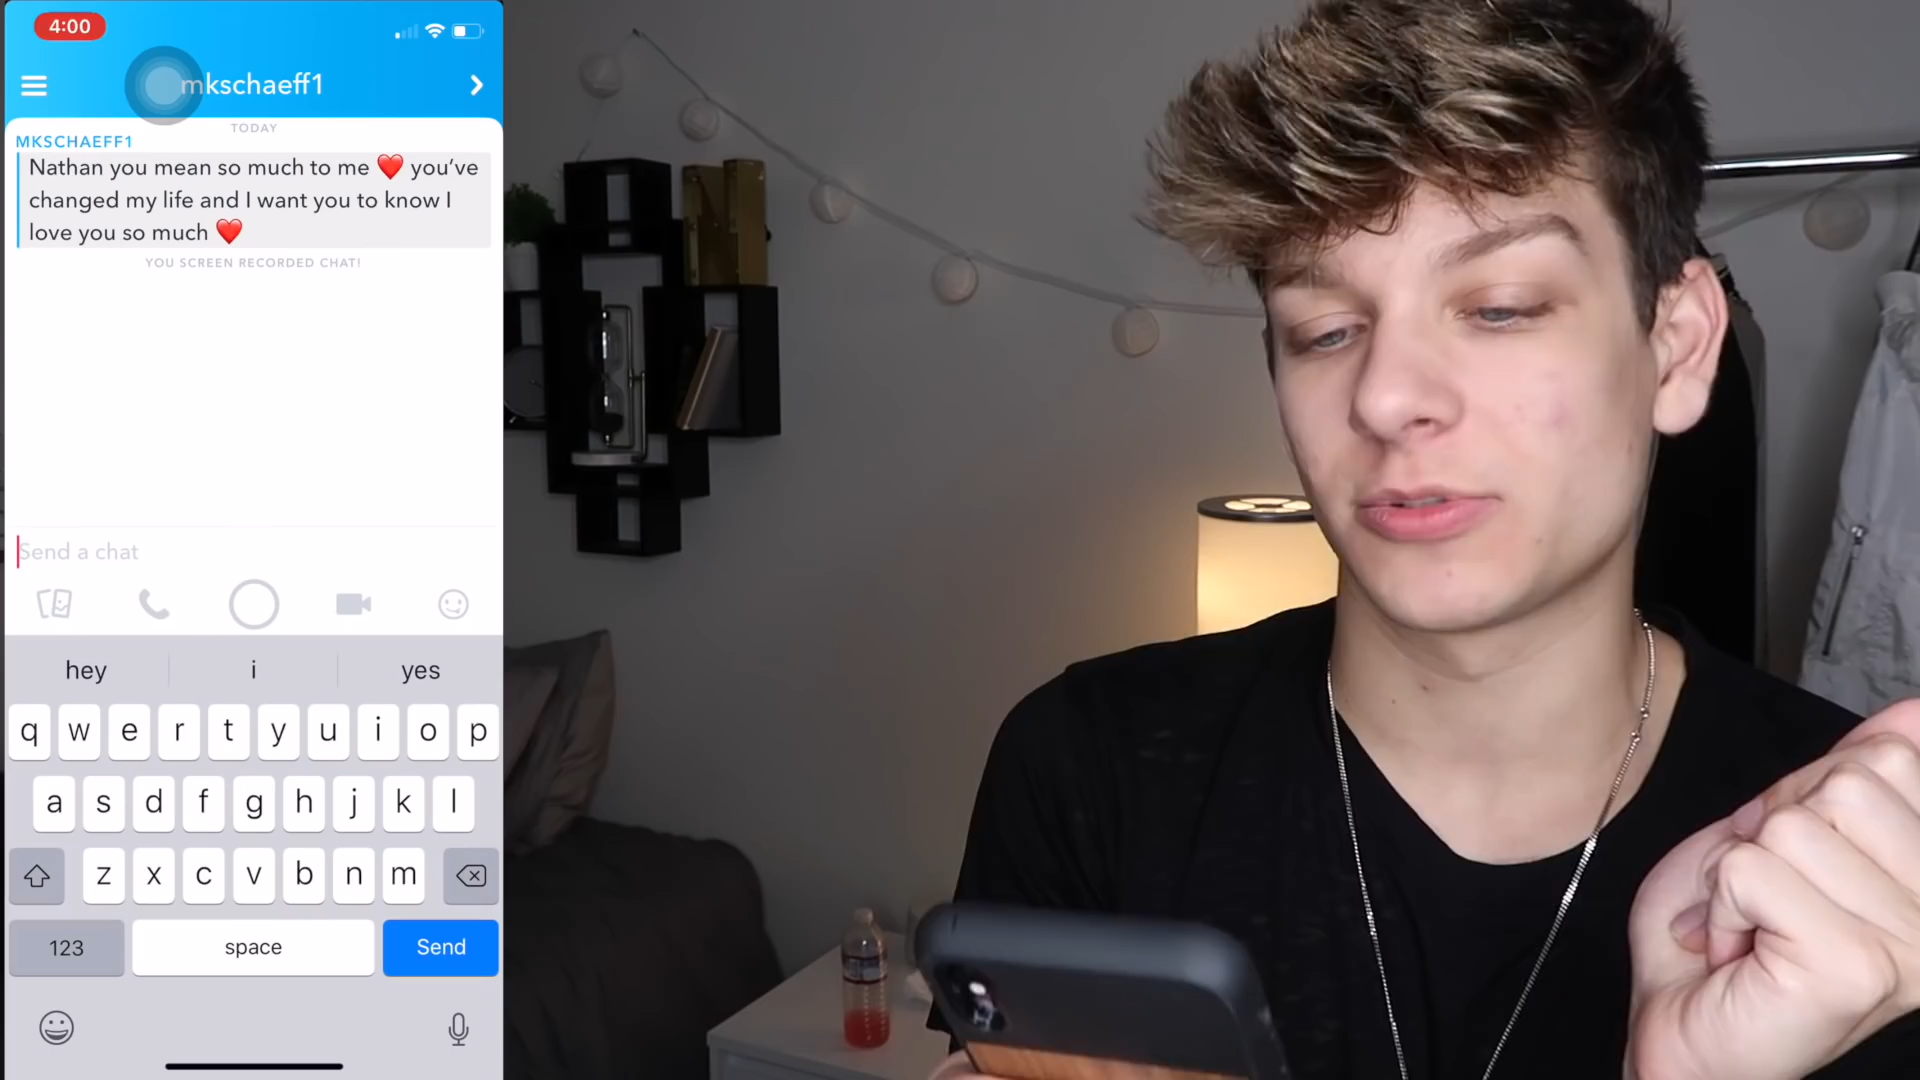 4:00
mkschaeff1
TODAY
MKSCHAEFF1
Nathan you mean so much to me ❤️ you've
changed my life and I want you to know I
love you so much ❤️
YOU SCREEN RECORDED CHAT!
Send a chat
hey i yes
q w e r t y u i o p
a s d f g h j k l
z x c v b n m
123 space Send